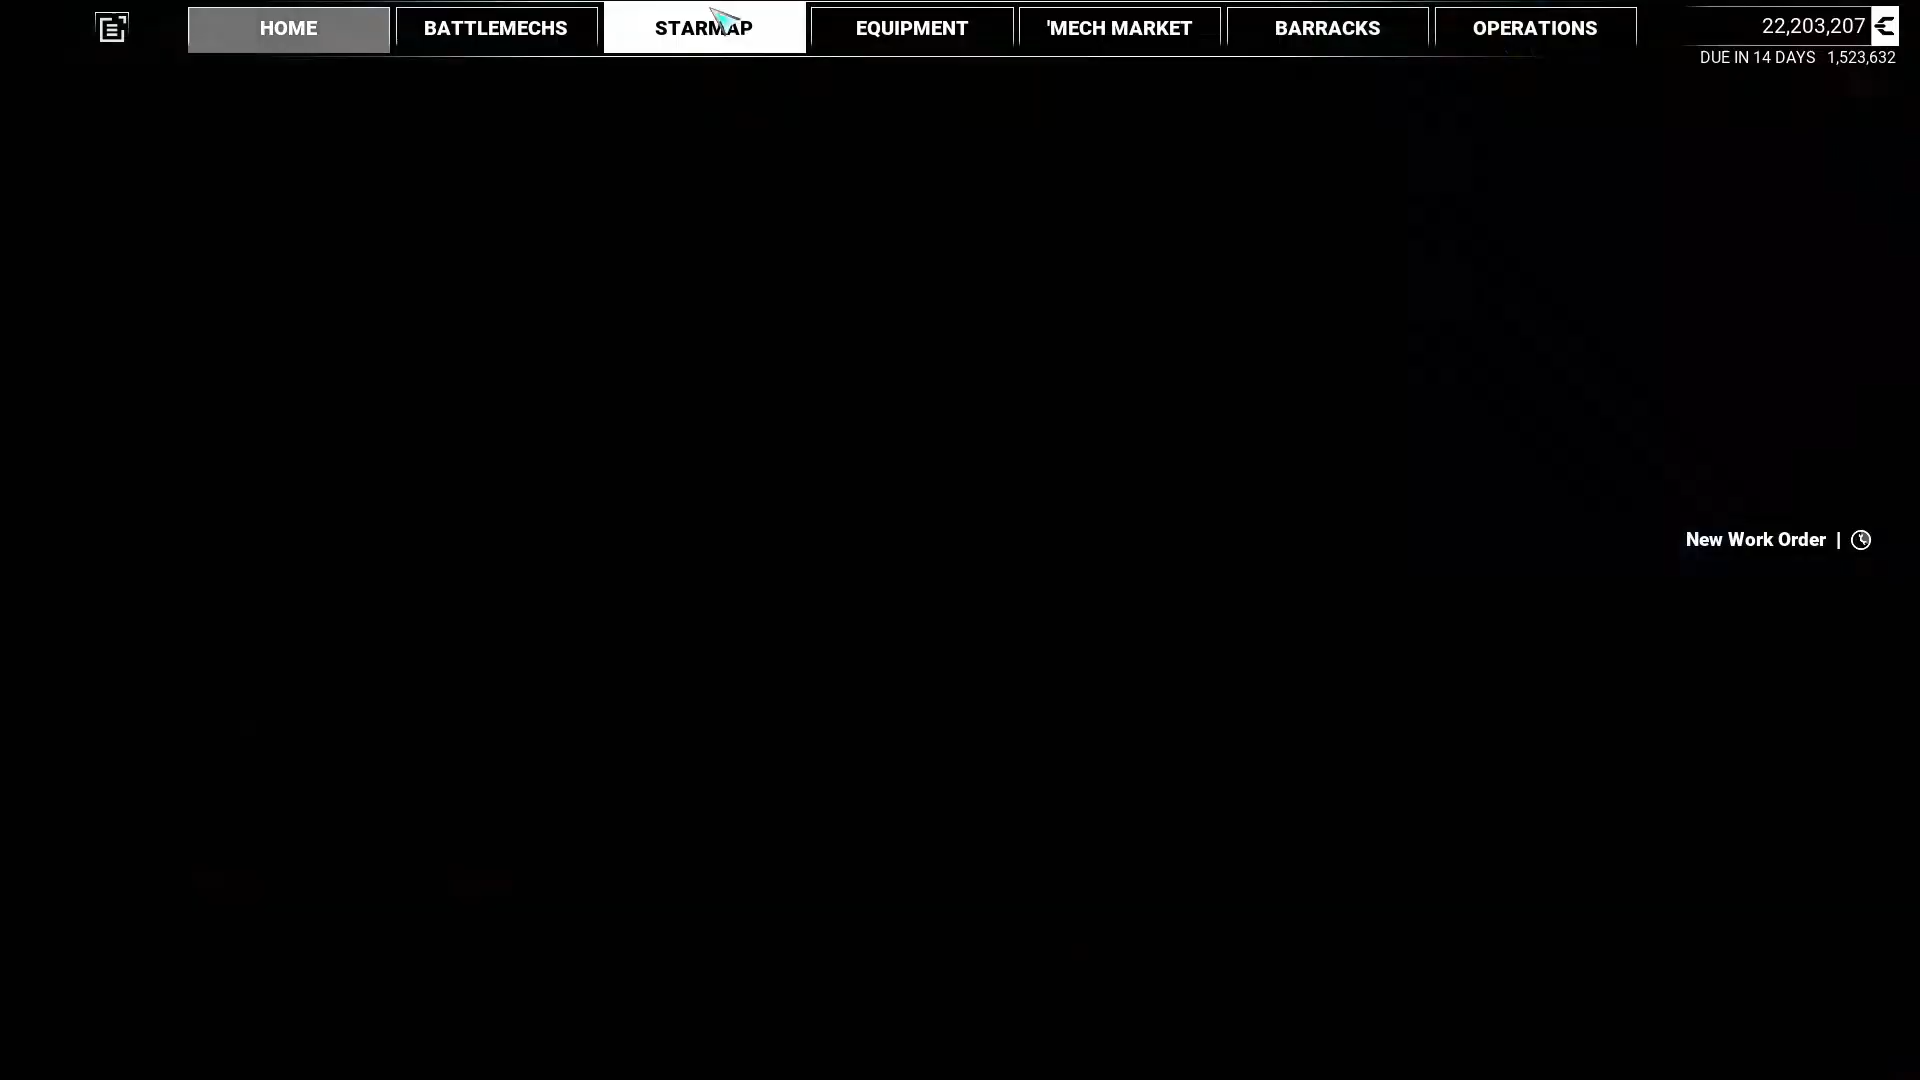 HOME
BATTLEMECHS
STARMAP
EQUIPMENT
'MECH MARKET
BARRACKS
OPERATIONS
22,203,207
DUE IN 14 DAYS 1,523,632
New Work Order |